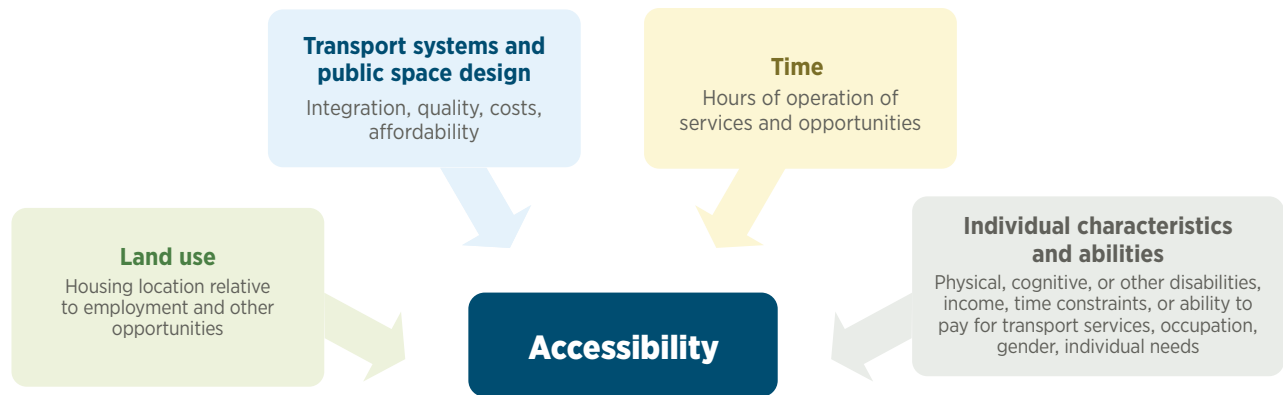 Transport systems and
public space design
Integration, quality, costs,
affordability
Time
Hours of operation of
services and opportunities
Land use
Housing location relative
to employment and other
opportunities
Individual characteristics
and abilities
Physical, cognitive, or other disabilities,
income, time constraints, or ability to
pay for transport services, occupation,
gender, individual needs
Accessibility